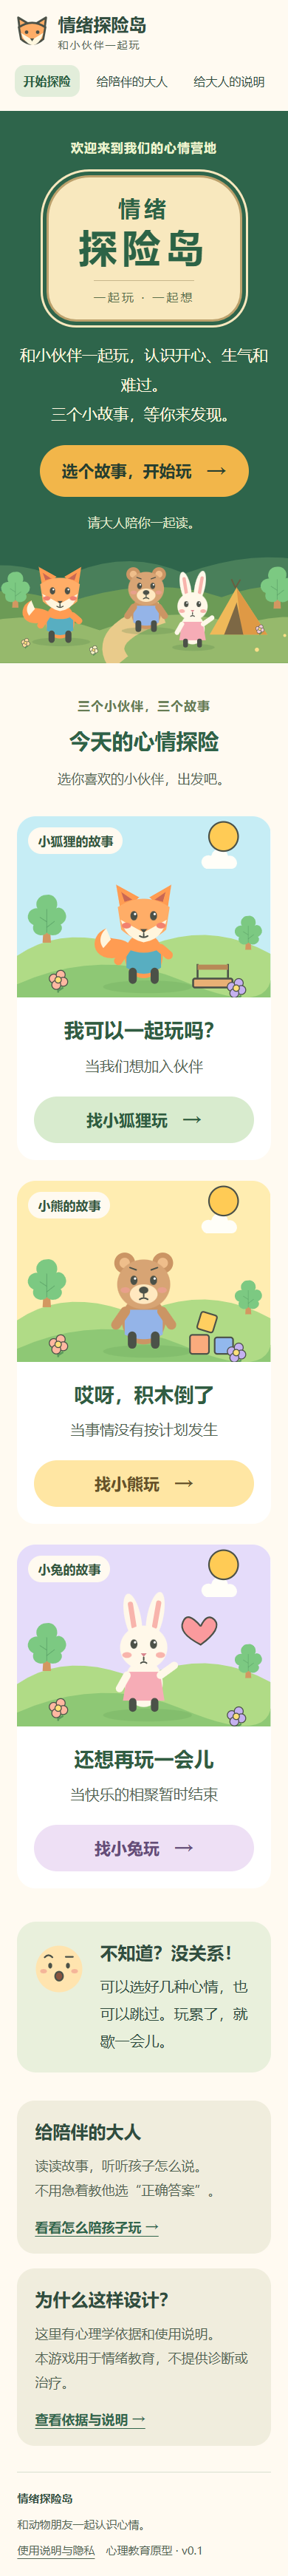 情绪探险岛
和小伙伴一起玩
开始探险 给陪伴的大人 给大人的说明
欢迎来到我们的心情营地
情绪
探险岛
一起玩 · 一起想
和小伙伴一起玩，认识开心、生气和
难过。
三个小故事，等你来发现。
选个故事，开始玩 →
请大人陪你一起读。
三个小伙伴，三个故事
今天的心情探险
选你喜欢的小伙伴，出发吧。
小狐狸的故事
我可以一起玩吗？
当我们想加入伙伴
找小狐狸玩 →
小熊的故事
哎呀，积木倒了
当事情没有按计划发生
找小熊玩 →
小兔的故事
还想再玩一会儿
当快乐的相聚暂时结束
找小兔玩 →
不知道？没关系！
可以选好几种心情，也
可以跳过。玩累了，就
歇一会儿。
给陪伴的大人
读读故事，听听孩子怎么说。
不用急着教他选“正确答案”。
看看怎么陪孩子玩 →
为什么这样设计？
这里有心理学依据和使用说明。
本游戏用于情绪教育，不提供诊断或
治疗。
查看依据与说明 →
情绪探险岛
和动物朋友一起认识心情。
使用说明与隐私 心理教育原型 · v0.1